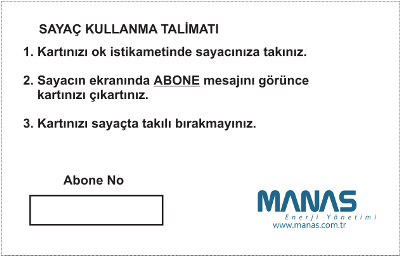 SAYAÇ KULLANMA TALİMATI
1. Kartınızı ok istikametinde sayacınıza takınız.
2. Sayacın ekranında ABONE mesajını görünce
kartınızı çıkartınız.
3. Kartınızı sayaçta takılı bırakmayınız.
Abone No
MANAS
Enerji Yönetimi
www.manas.com.tr